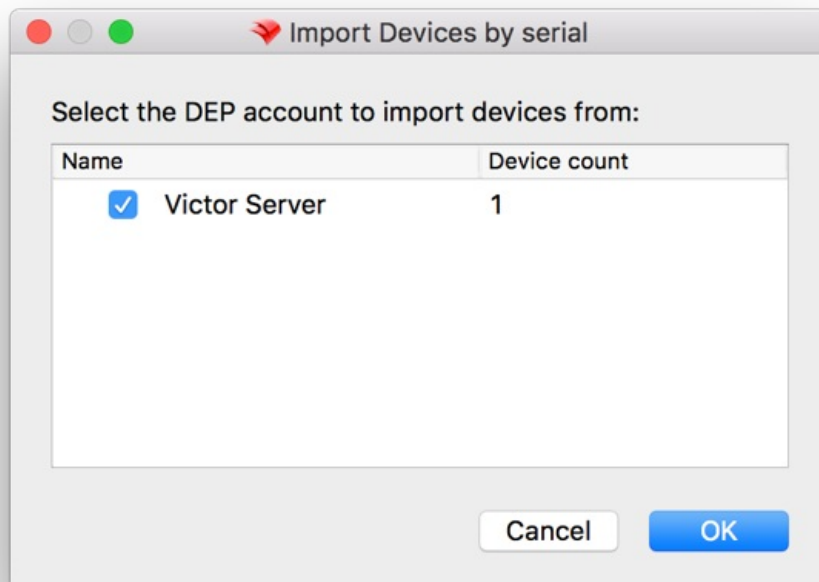 Import Devices by serial
Select the DEP account to import devices from:
Name Device count
Victor Server 1
Cancel OK